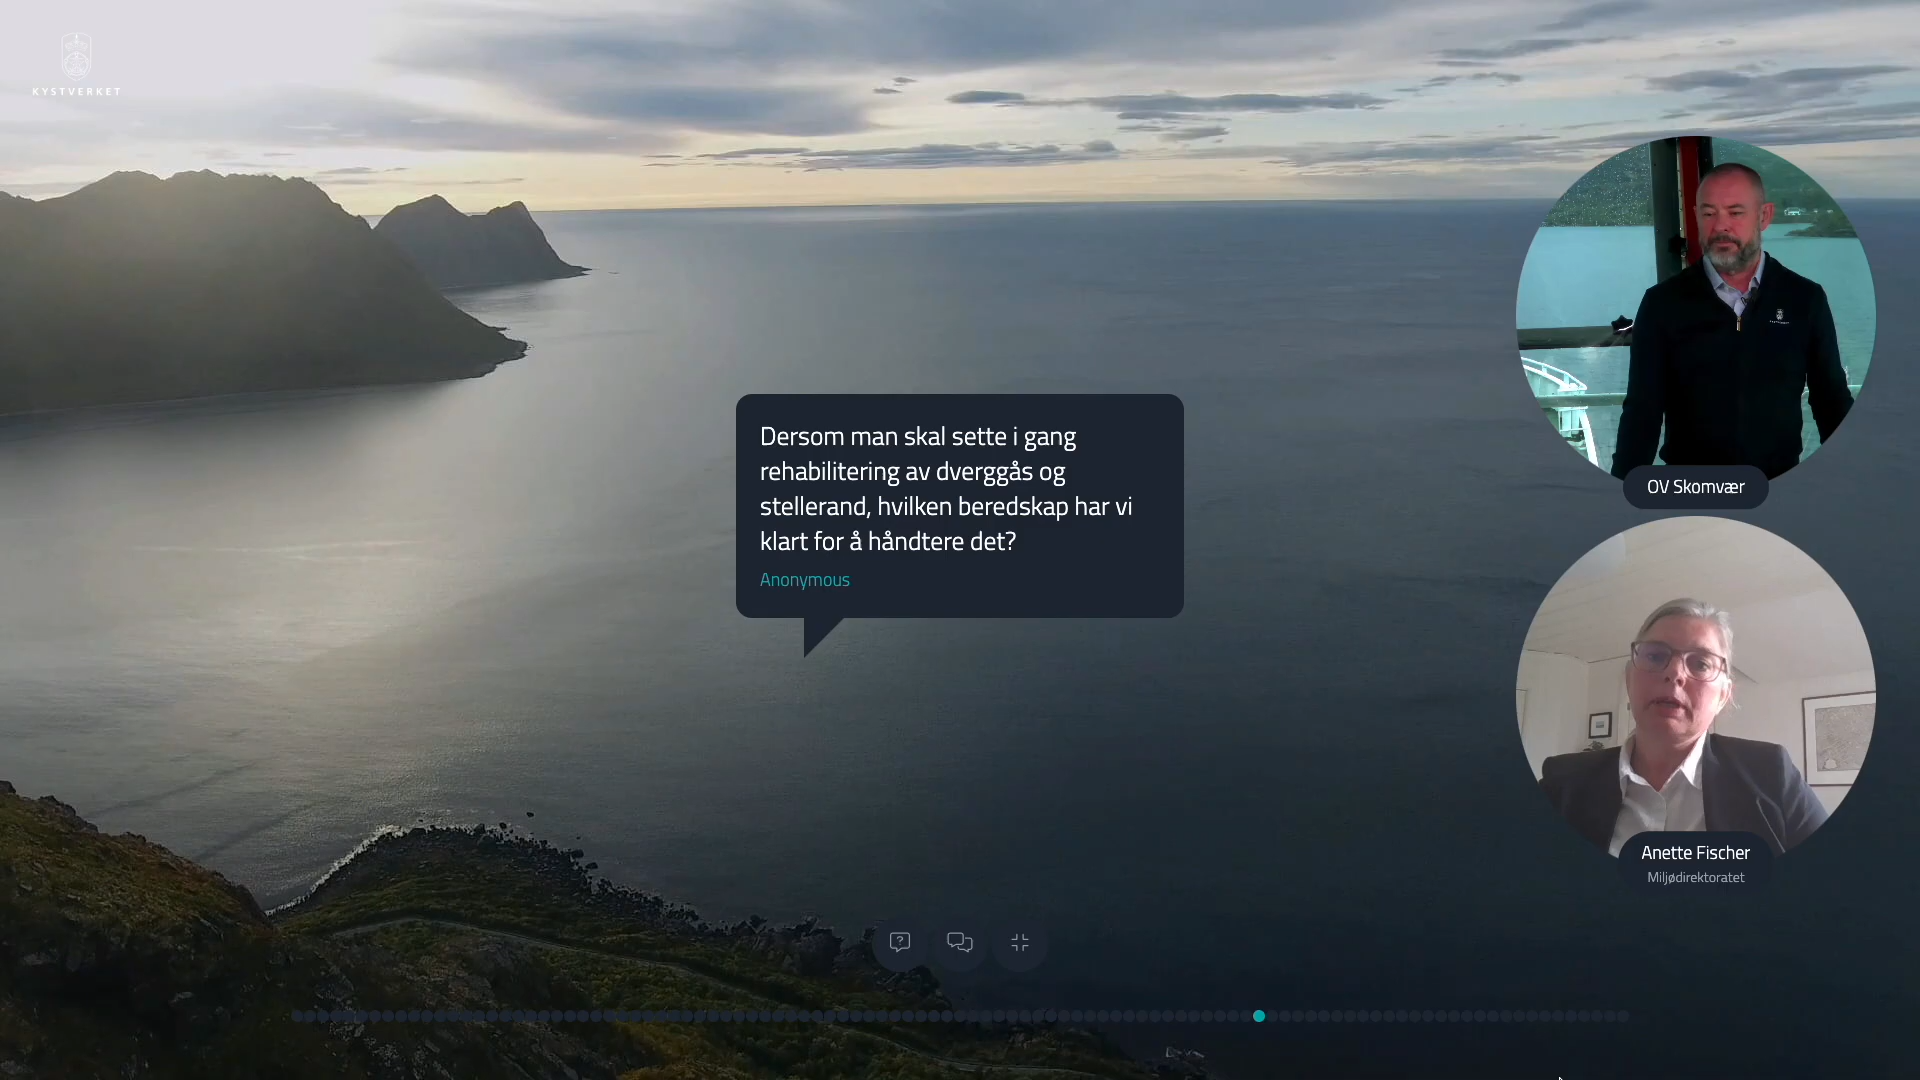 KYSTVERKET
Dersom man skal sette i gang
rehabilitering av dverggås og
stellerand, hvilken beredskap har vi
klart for å håndtere det?
Anonymous
OV Skomvær
Anette Fischer
Miljødirektoratet